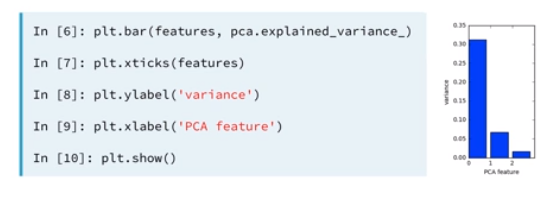 In [6]: plt.bar(features, pca.explained_variance_)
In [7]: plt.xticks(features)
In [8]: plt.ylabel('variance')
In [9]: plt.xlabel('PCA feature')
In [10]: plt.show()
0.35
0.30
0.25
0.20
0.15
0.10
0.05
0.00
variance
0 1 2
PCA feature